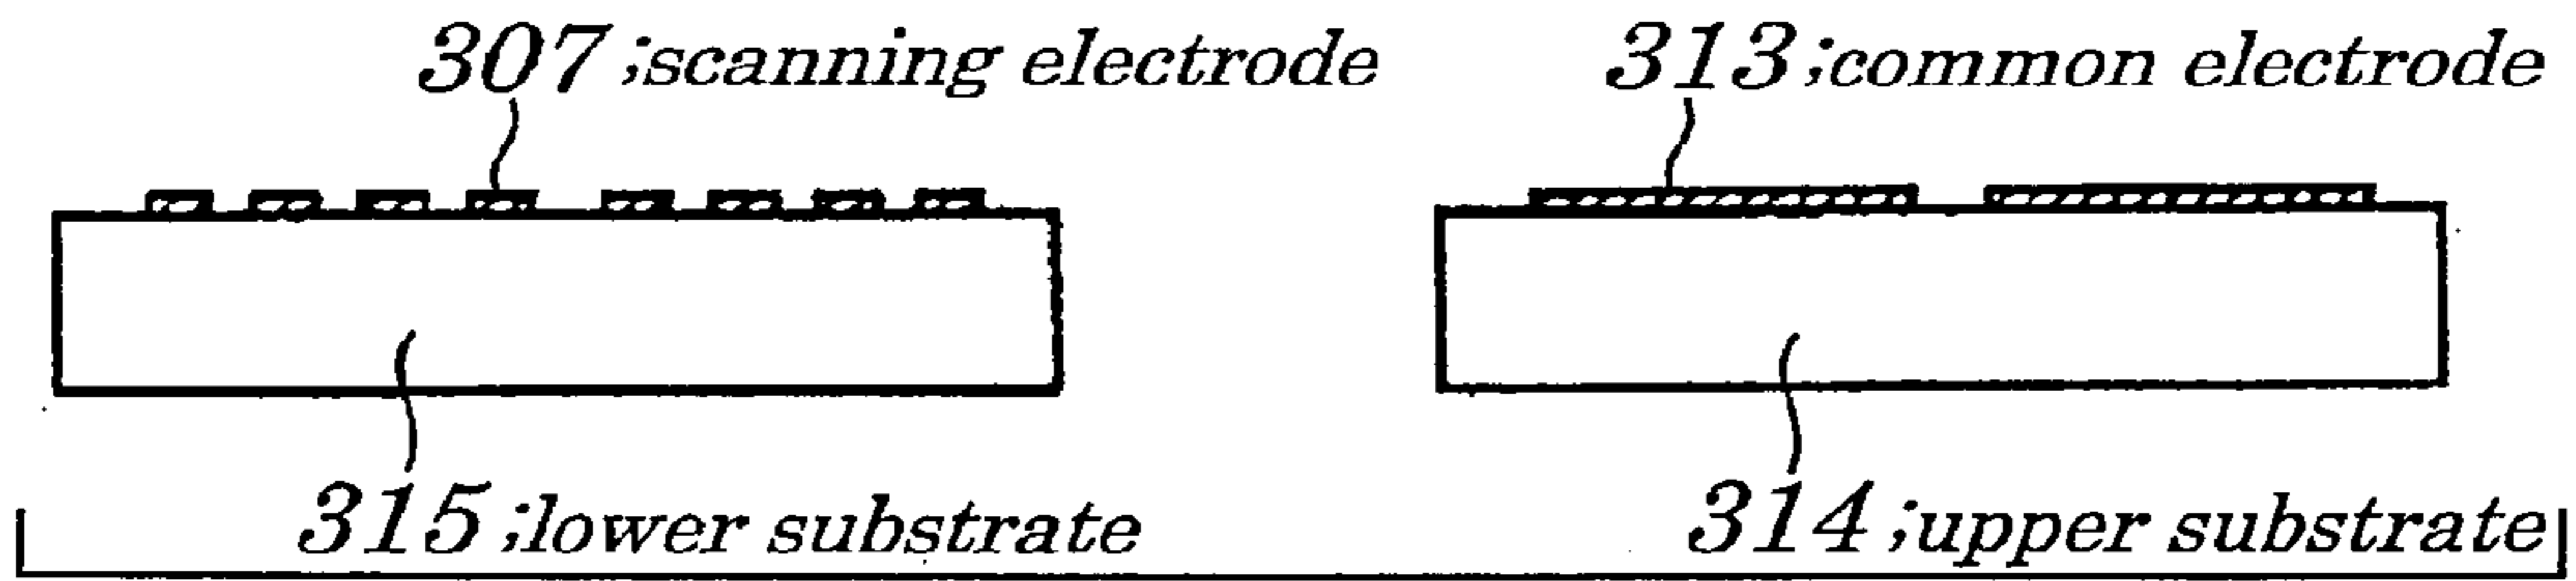 307 ;scanning electrode
313 ;common electrode
315 ;lower substrate
314 ;upper substrate